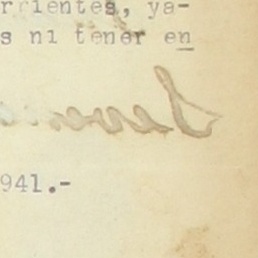 rrientes, ya-
s ni tener en
941.-